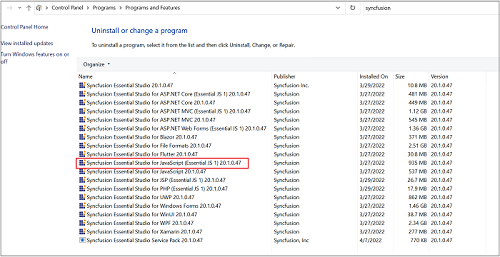 Control Panel > Programs > Programs and Features
syncfusion
Control Panel Home
View installed updates
Turn Windows features on or off
Uninstall or change a program
To uninstall a program, select it from the list and then click Uninstall, Change, or Repair.
Organize
Name Publisher Installed On Size Version
Syncfusion Essential Studio 20.1.0.47 Syncfusion Inc. 3/29/2022 10.8 MB 20.1.0.47
Syncfusion Essential Studio for ASP.NET Core (Essential JS 1) 20.1.0.47 Syncfusion 3/27/2022 481 MB 20.1.0.47
Syncfusion Essential Studio for ASP.NET Core 20.1.0.47 Syncfusion 3/27/2022 449 MB 20.1.0.47
Syncfusion Essential Studio for ASP.NET MVC (Essential JS 1) 20.1.0.47 Syncfusion 3/27/2022 1.12 GB 20.1.0.47
Syncfusion Essential Studio for ASP.NET MVC 20.1.0.47 Syncfusion 3/27/2022 545 MB 20.1.0.47
Syncfusion Essential Studio for ASP.NET Web Forms (Essential JS 1) 20.1.0.47 Syncfusion 3/27/2022 1.36 GB 20.1.0.47
Syncfusion Essential Studio for Blazor 20.1.0.47 Syncfusion 3/27/2022 371 MB 20.1.0.47
Syncfusion Essential Studio for File Formats 20.1.0.47 Syncfusion 3/27/2022 2.51 GB 20.1.0.47
Syncfusion Essential Studio for Flutter 20.1.0.47 Syncfusion 3/27/2022 30.8 MB 20.1.0.47
Syncfusion Essential Studio for JavaScript (Essential JS 1) 20.1.0.47 Syncfusion 3/27/2022 935 MB 20.1.0.47
Syncfusion Essential Studio for JavaScript 20.1.0.47 Syncfusion 3/27/2022 537 MB 20.1.0.47
Syncfusion Essential Studio for JSP (Essential JS 1) 20.1.0.47 Syncfusion 3/29/2022 26.7 MB 20.1.0.47
Syncfusion Essential Studio for PHP (Essential JS 1) 20.1.0.47 Syncfusion 3/29/2022 17.9 MB 20.1.0.47
Syncfusion Essential Studio for UWP 20.1.0.47 Syncfusion 3/27/2022 862 MB 20.1.0.47
Syncfusion Essential Studio for Windows Forms 20.1.0.47 Syncfusion 3/27/2022 1.46 GB 20.1.0.47
Syncfusion Essential Studio for WinUI 20.1.0.47 Syncfusion 3/27/2022 38.7 MB 20.1.0.47
Syncfusion Essential Studio for WPF 20.1.0.47 Syncfusion 3/27/2022 2.34 GB 20.1.0.47
Syncfusion Essential Studio for Xamarin 20.1.0.47 Syncfusion 3/27/2022 277 MB 20.1.0.47
Syncfusion Essential Studio Service Pack 20.1.0.47 Syncfusion, Inc 4/7/2022 770 KB 20.1.0.47